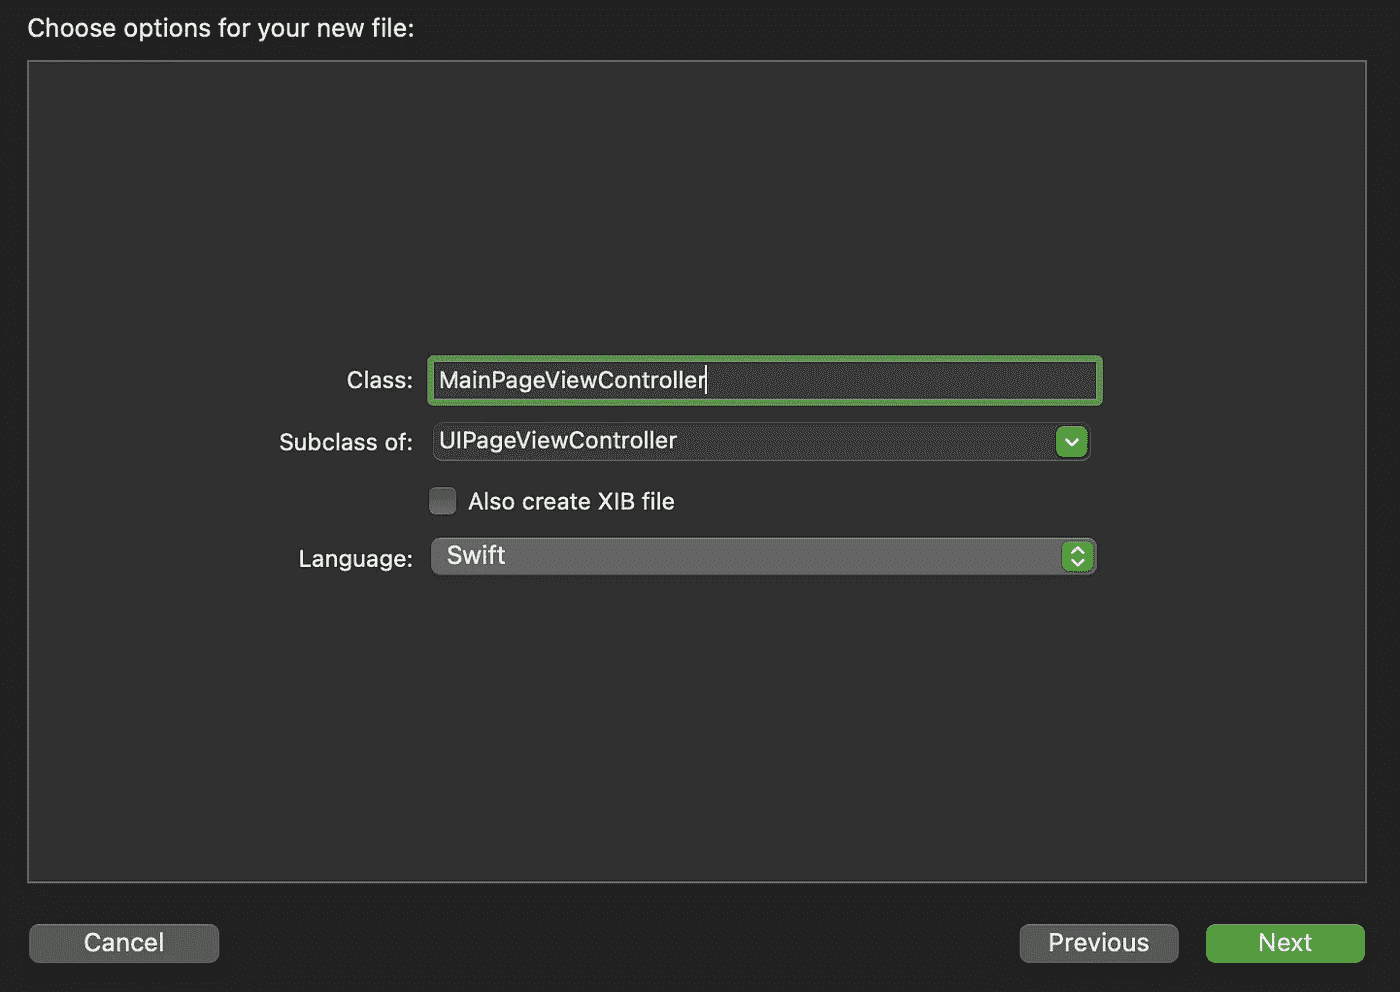 Choose options for your new file:
Class: MainPageViewController
Subclass of: UIPageViewController
Also create XIB file
Language: Swift
Cancel Previous Next